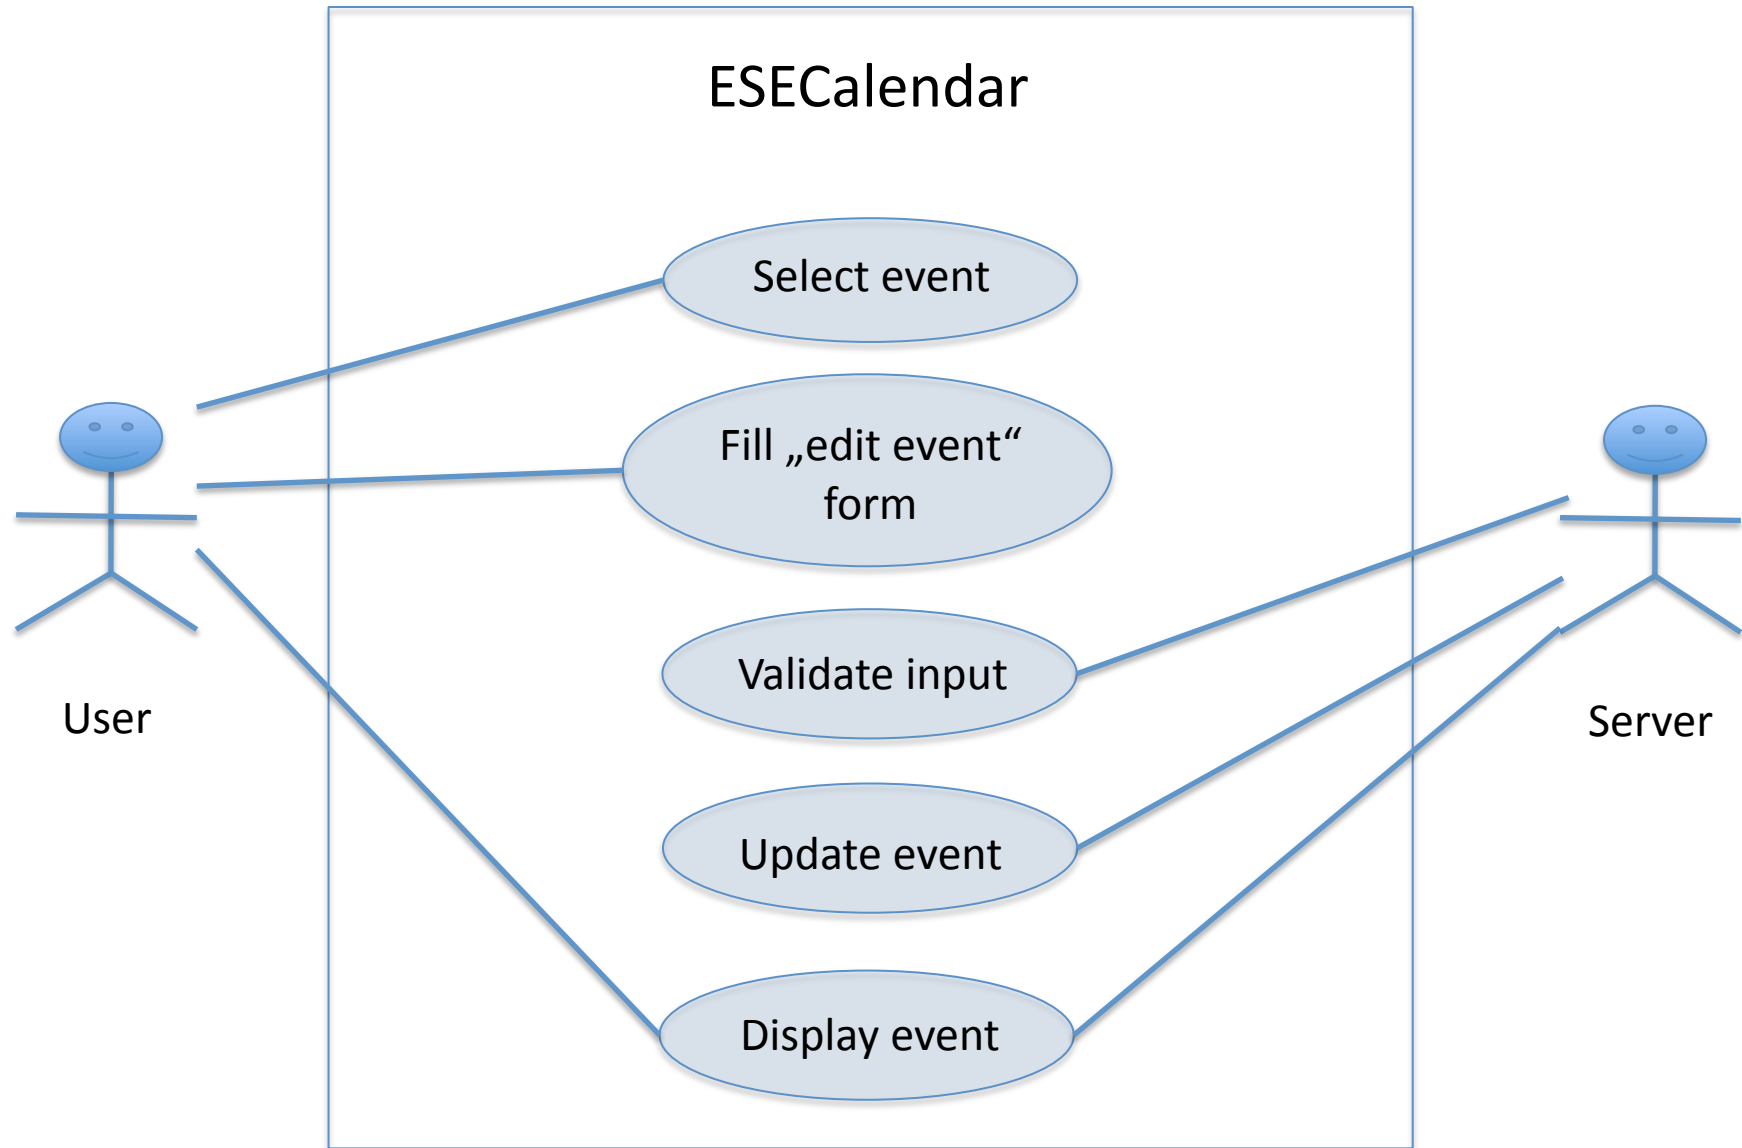 ESECalendar
Select event
Fill „edit event“
form
Validate input
User
Server
Update event
Display event